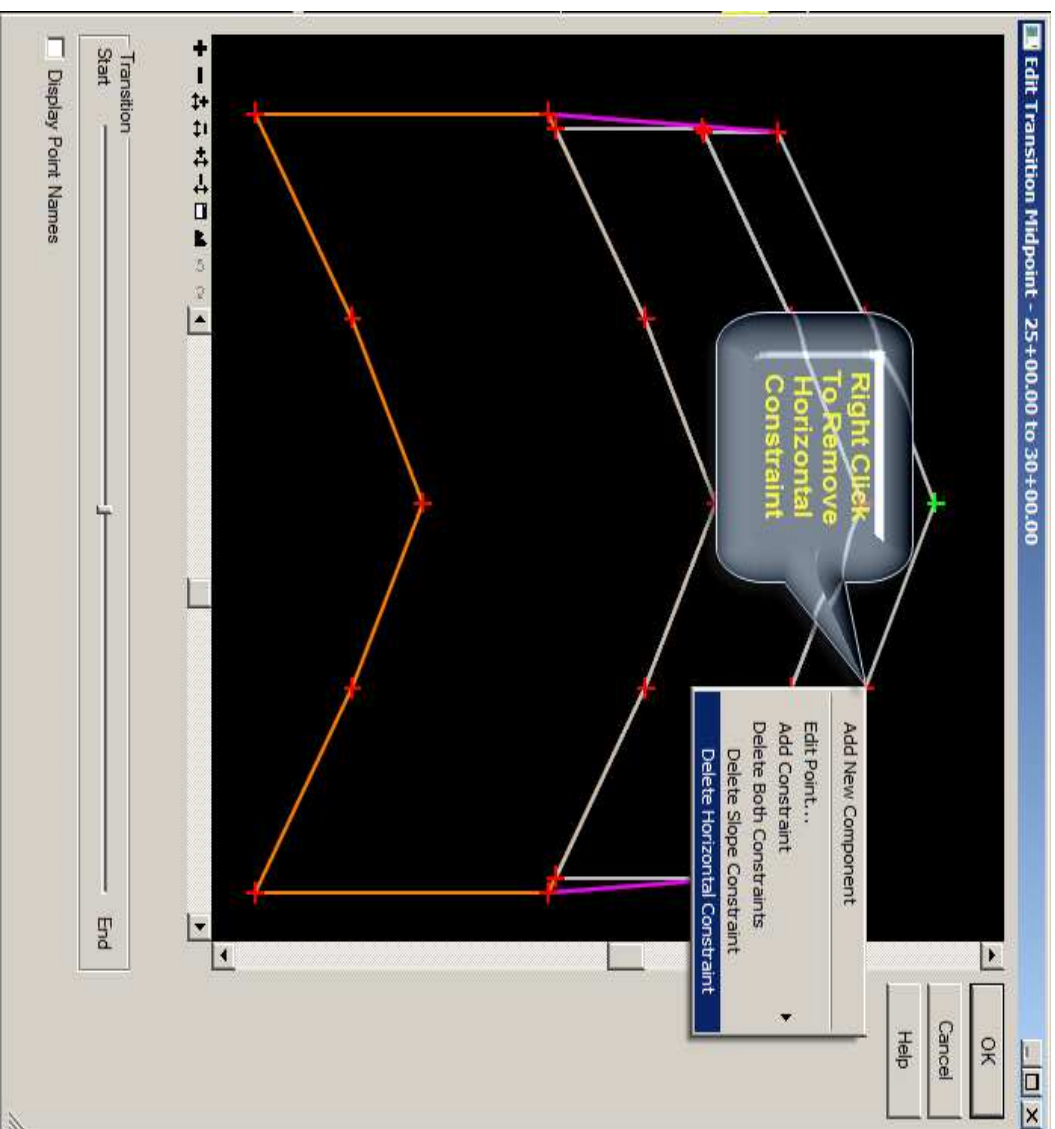 Edit Transition Midpoint - 25+00.00 to 30+00.00
OK
Cancel
Help
Right Click
To Remove
Horizontal
Constraint
Add New Component
Edit Point...
Add Constraint
Delete Both Constraints
Delete Slope Constraint
Delete Horizontal Constraint
Transition
Start
End
Display Point Names